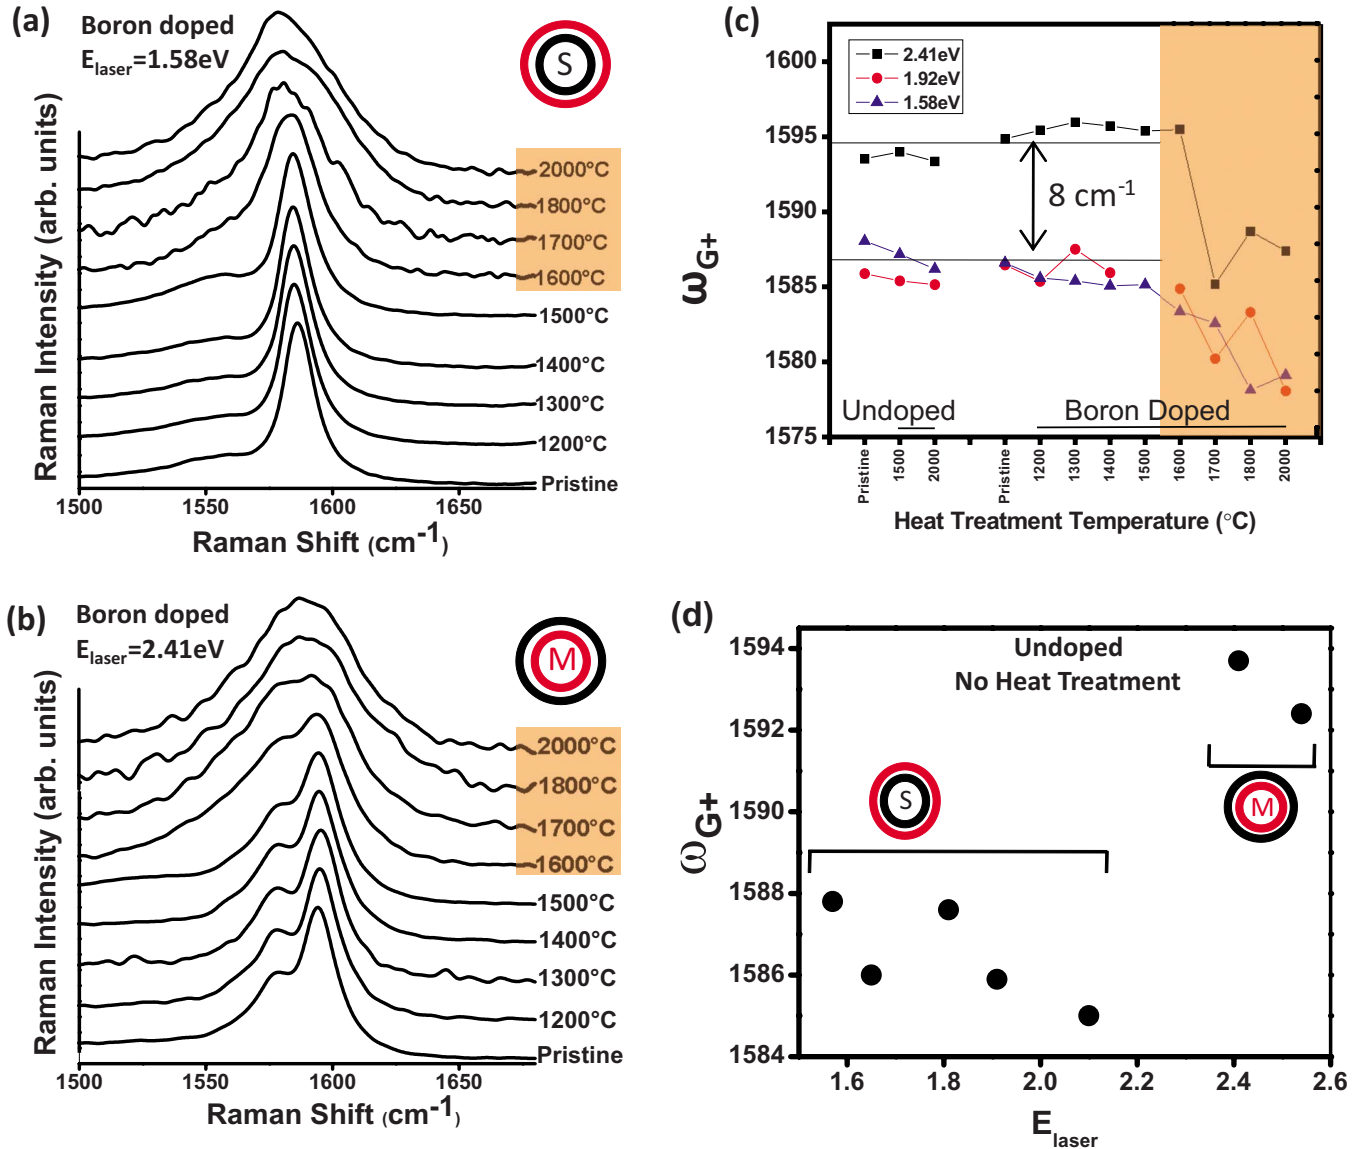 (a)
Boron doped
E_laser=1.58eV
S
Raman Intensity (arb. units)
2000°C
1800°C
1700°C
1600°C
1500°C
1400°C
1300°C
1200°C
Pristine
1500 1550 1600 1650
Raman Shift (cm⁻¹)
(b)
Boron doped
E_laser=2.41eV
M
Raman Intensity (arb. units)
2000°C
1800°C
1700°C
1600°C
1500°C
1400°C
1300°C
1200°C
Pristine
1500 1550 1600 1650
Raman Shift (cm⁻¹)
(c)
2.41eV
1.92eV
1.58eV
1600
1595
1590
1585
1580
1575
ω_G+
8 cm⁻¹
Undoped Boron Doped
Pristine 1500 2000 Pristine 1200 1300 1400 1500 1600 1700 1800 2000
Heat Treatment Temperature (°C)
(d)
Undoped
No Heat Treatment
1594
1592
1590
1588
1586
1584
ω_G+
S
M
1.6 1.8 2.0 2.2 2.4 2.6
E_laser